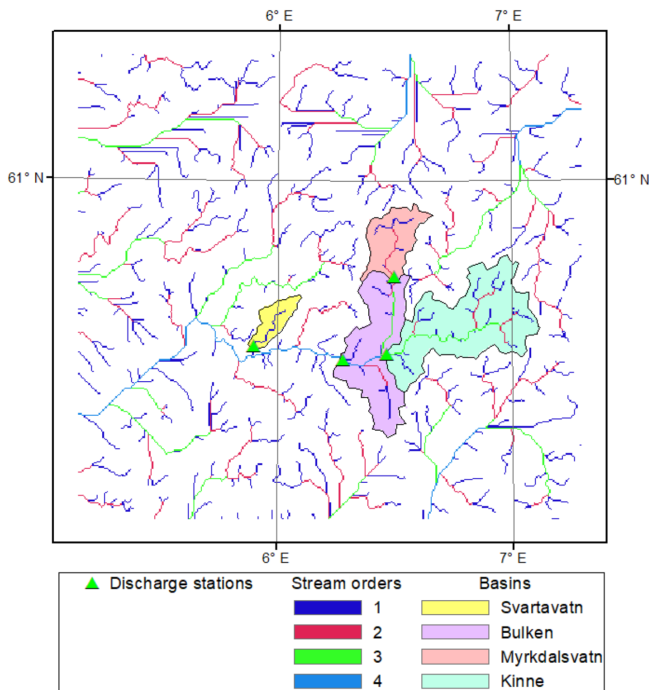 6° E 7° E
61° N 61° N
6° E 7° E
Discharge stations Stream orders Basins
1 Svartavatn
2 Bulken
3 Myrkdalsvatn
4 Kinne